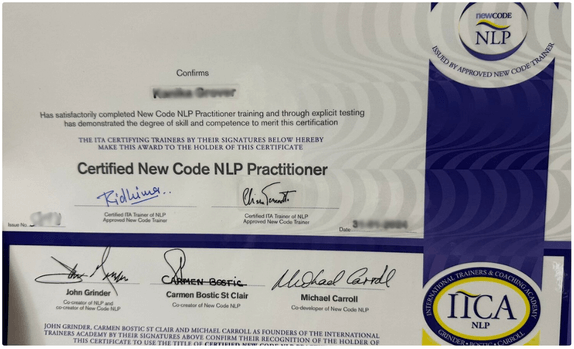 newCODE
NLP
ISSUED BY APPROVED NEW CODE TRAINER
Confirms
Has satisfactorily completed New Code NLP Practitioner training and through explicit testing
has demonstrated the degree of skill and competence to merit this certification
THE ITA CERTIFYING TRAINERS BY THEIR SIGNATURES BELOW HEREBY
MAKE THIS AWARD TO THE HOLDER OF THIS CERTIFICATE
Certified New Code NLP Practitioner
Ridhima..
Certified ITA Trainer of NLP
Approved New Code Trainer
Certified ITA Trainer of NLP
Approved New Code Trainer
Issue No.
Date
CARMEN BOSTIC
Michael Carroll
John Grinder
Co-creator of NLP and
co-creator of New Code NLP
Carmen Bostic St Clair
Co-creator of New Code NLP
Michael Carroll
Co-developer of New Code NLP
INTERNATIONAL TRAINERS & COACHING ACADEMY
ITCA
NLP
GRINDER • BOSTIC • CARROLL
JOHN GRINDER, CARMEN BOSTIC ST CLAIR AND MICHAEL CARROLL AS FOUNDERS OF THE INTERNATIONAL
TRAINERS ACADEMY BY THEIR SIGNATURES ABOVE CONFIRM THEIR RECOGNITION OF THE HOLDER OF
THIS CERTIFICATE TO USE THE TITLE OF CERTIFIED NEW CODE NLP